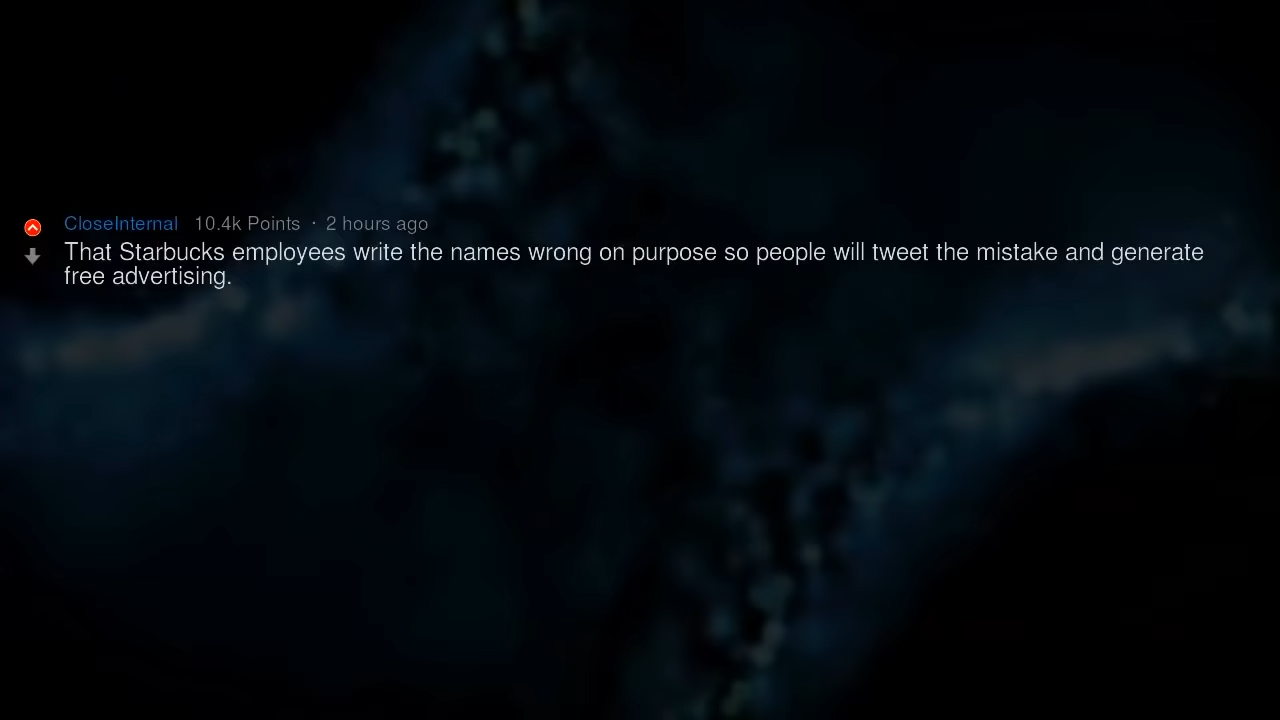 CloseInternal 10.4k Points · 2 hours ago
That Starbucks employees write the names wrong on purpose so people will tweet the mistake and generate
free advertising.